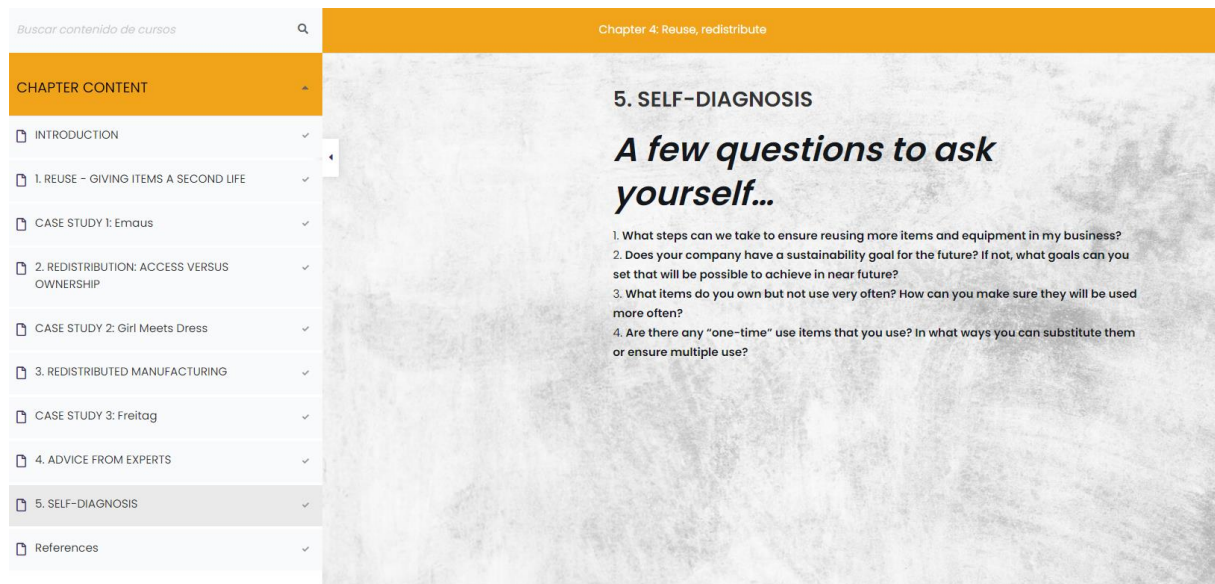 Buscar contenido de cursos
Chapter 4: Reuse, redistribute
CHAPTER CONTENT
INTRODUCTION
1. REUSE - GIVING ITEMS A SECOND LIFE
CASE STUDY 1: Emaus
2. REDISTRIBUTION: ACCESS VERSUS
OWNERSHIP
CASE STUDY 2: Girl Meets Dress
3. REDISTRIBUTED MANUFACTURING
CASE STUDY 3: Freitag
4. ADVICE FROM EXPERTS
5. SELF-DIAGNOSIS
References
5. SELF-DIAGNOSIS
A few questions to ask
yourself...
1. What steps can we take to ensure reusing more items and equipment in my business?
2. Does your company have a sustainability goal for the future? If not, what goals can you
set that will be possible to achieve in near future?
3. What items do you own but not use very often? How can you make sure they will be used
more often?
4. Are there any “one-time” use items that you use? In what ways you can substitute them
or ensure multiple use?